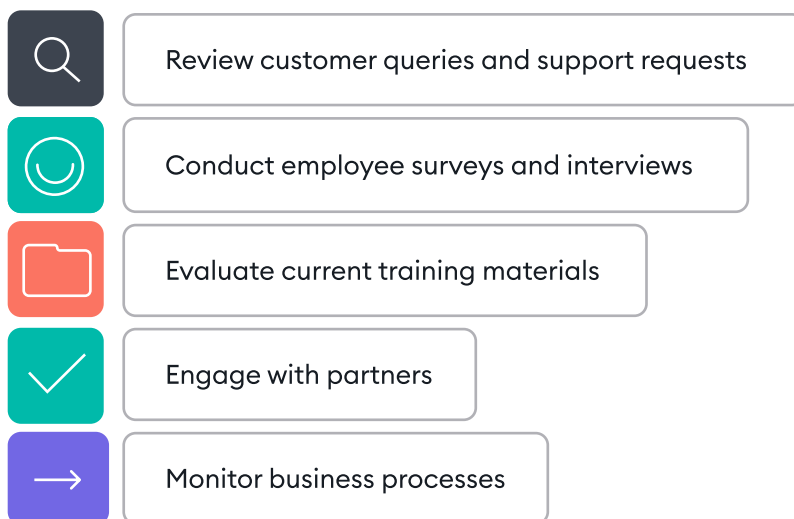 Review customer queries and support requests
Conduct employee surveys and interviews
Evaluate current training materials
Engage with partners
Monitor business processes